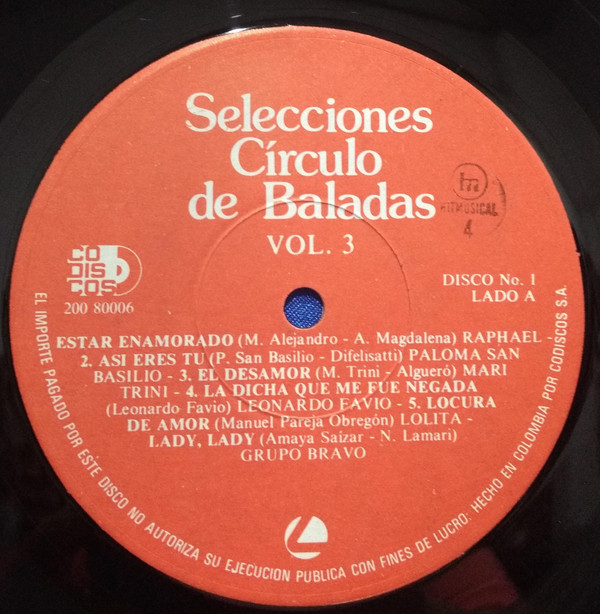 Selecciones
Círculo
de Baladas
VOL. 3
m
RITMUSICAL
4
CO
DIS
COS
200 80006
DISCO No. 1
LADO A
ESTAR ENAMORADO (M. Alejandro - A. Magdalena) RAPHAEL -
2. ASI ERES TU (P. San Basilio - Difelisatti) PALOMA SAN
BASILIO - 3. EL DESAMOR (M. Trini - Algueró) MARI
TRINI - 4. LA DICHA QUE ME FUE NEGADA
(Leonardo Favio) LEONARDO FAVIO - 5. LOCURA
DE AMOR (Manuel Pareja Obregón) LOLITA -
LADY, LADY (Amaya Saízar - N. Lamari)
GRUPO BRAVO
EL IMPORTE PAGADO POR ESTE DISCO NO AUTORIZA SU EJECUCION PUBLICA CON FINES DE LUCRO: HECHO EN COLOMBIA POR CODISCOS S.A.